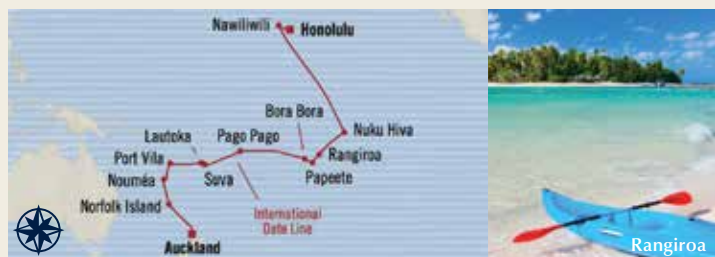 Nawiliwili
Honolulu
Bora Bora
Nuku Hiva
Lautoka
Pago Pago
Rangiroa
Port Vila
Suva
Papeete
Nouméa
Norfolk Island
International
Date Line
Auckland
Rangiroa